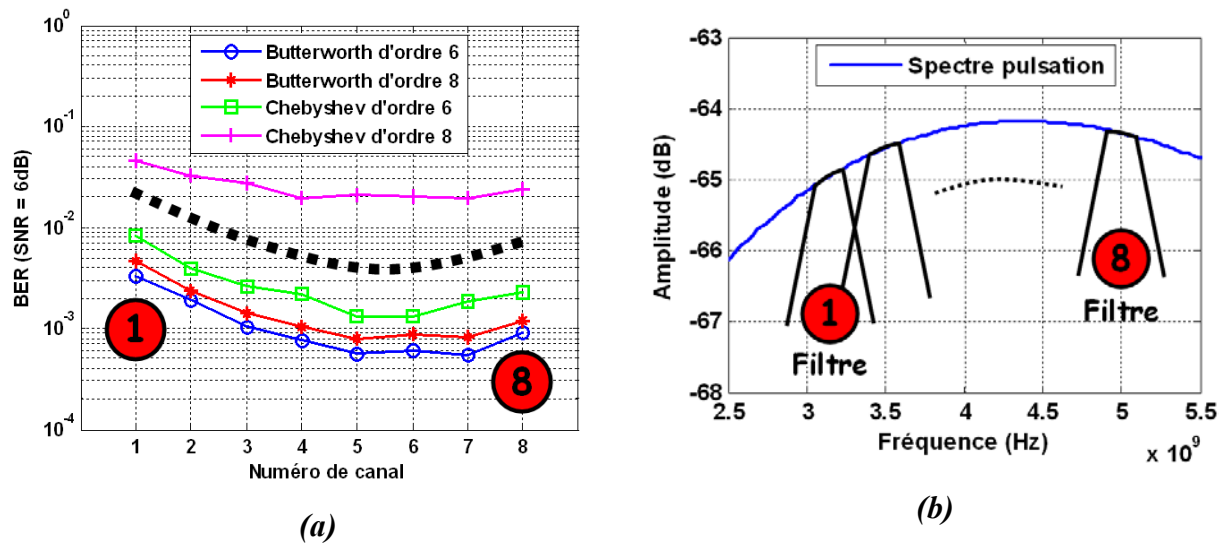 10^0
10^-1
10^-2
10^-3
10^-4
BER (SNR = 6dB)
Butterworth d'ordre 6
Butterworth d'ordre 8
Chebyshev d'ordre 6
Chebyshev d'ordre 8
1
8
1 2 3 4 5 6 7 8
Numéro de canal
(a)
-63
-64
-65
-66
-67
-68
Amplitude (dB)
Spectre pulsation
1
Filtre
8
Filtre
2.5 3 3.5 4 4.5 5 5.5
Fréquence (Hz)
x 10^9
(b)